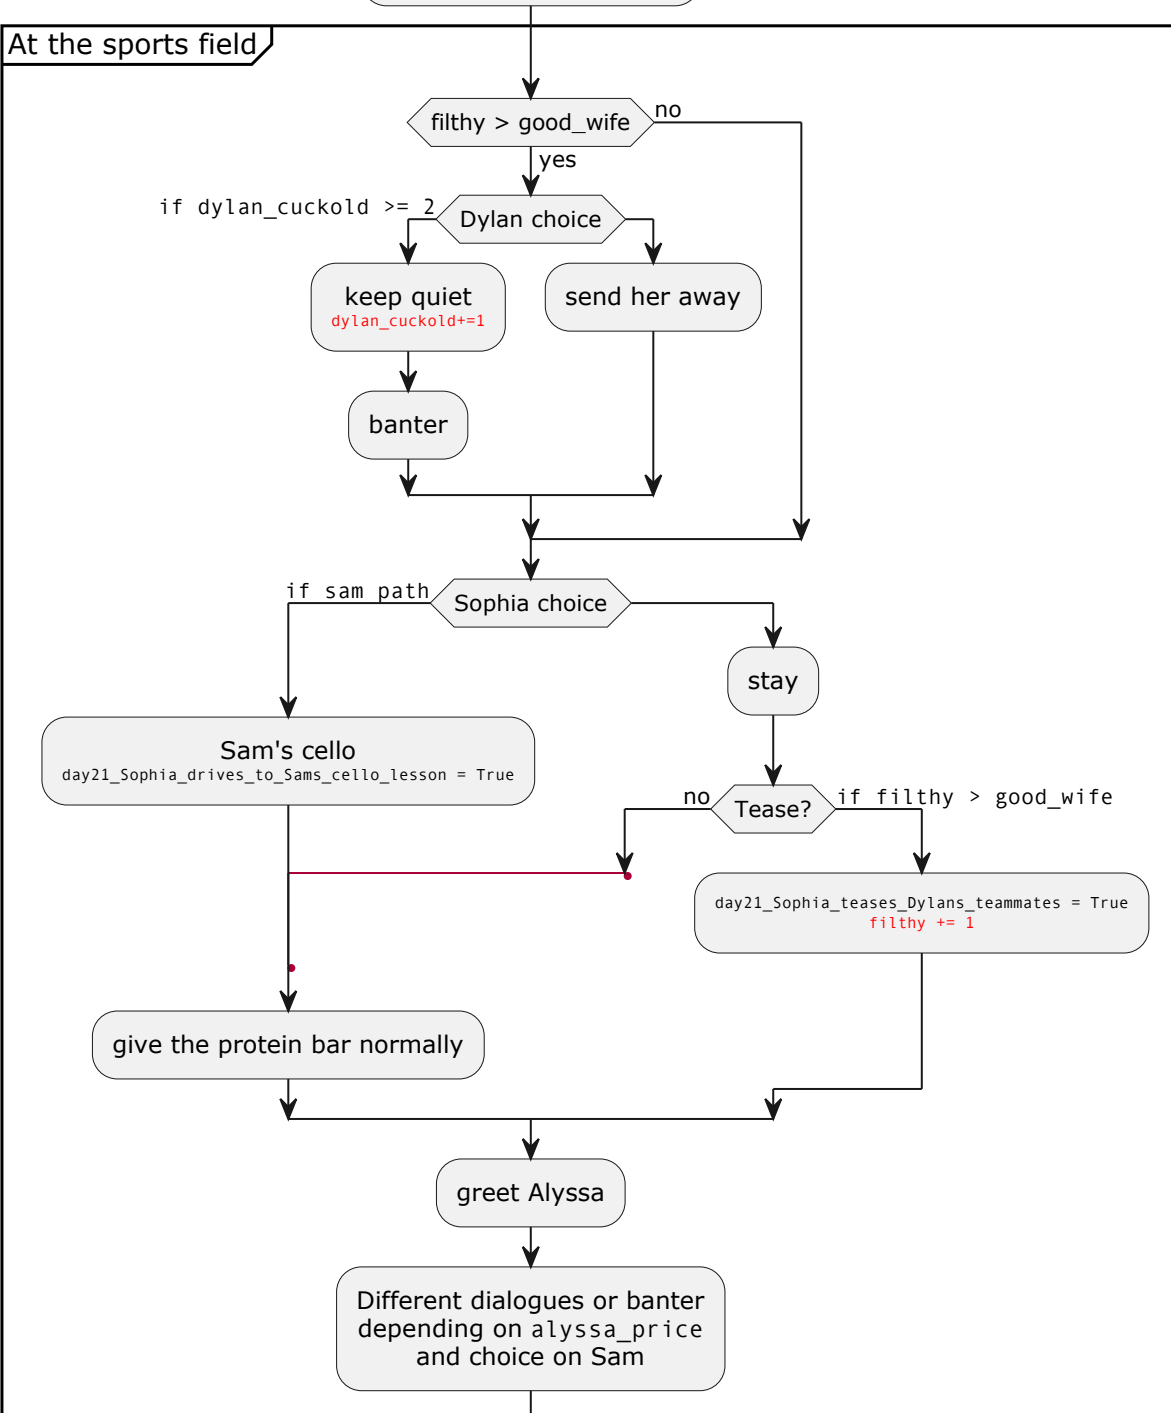 At the sports field
filthy > good_wife
no
yes
if dylan_cuckold >= 2
Dylan choice
keep quiet
dylan_cuckold+=1
send her away
banter
if sam path
Sophia choice
stay
Sam's cello
day21_Sophia_drives_to_Sams_cello_lesson = True
no
Tease?
if filthy > good_wife
day21_Sophia_teases_Dylans_teammates = True
filthy += 1
give the protein bar normally
greet Alyssa
Different dialogues or banter
depending on alyssa_price
and choice on Sam